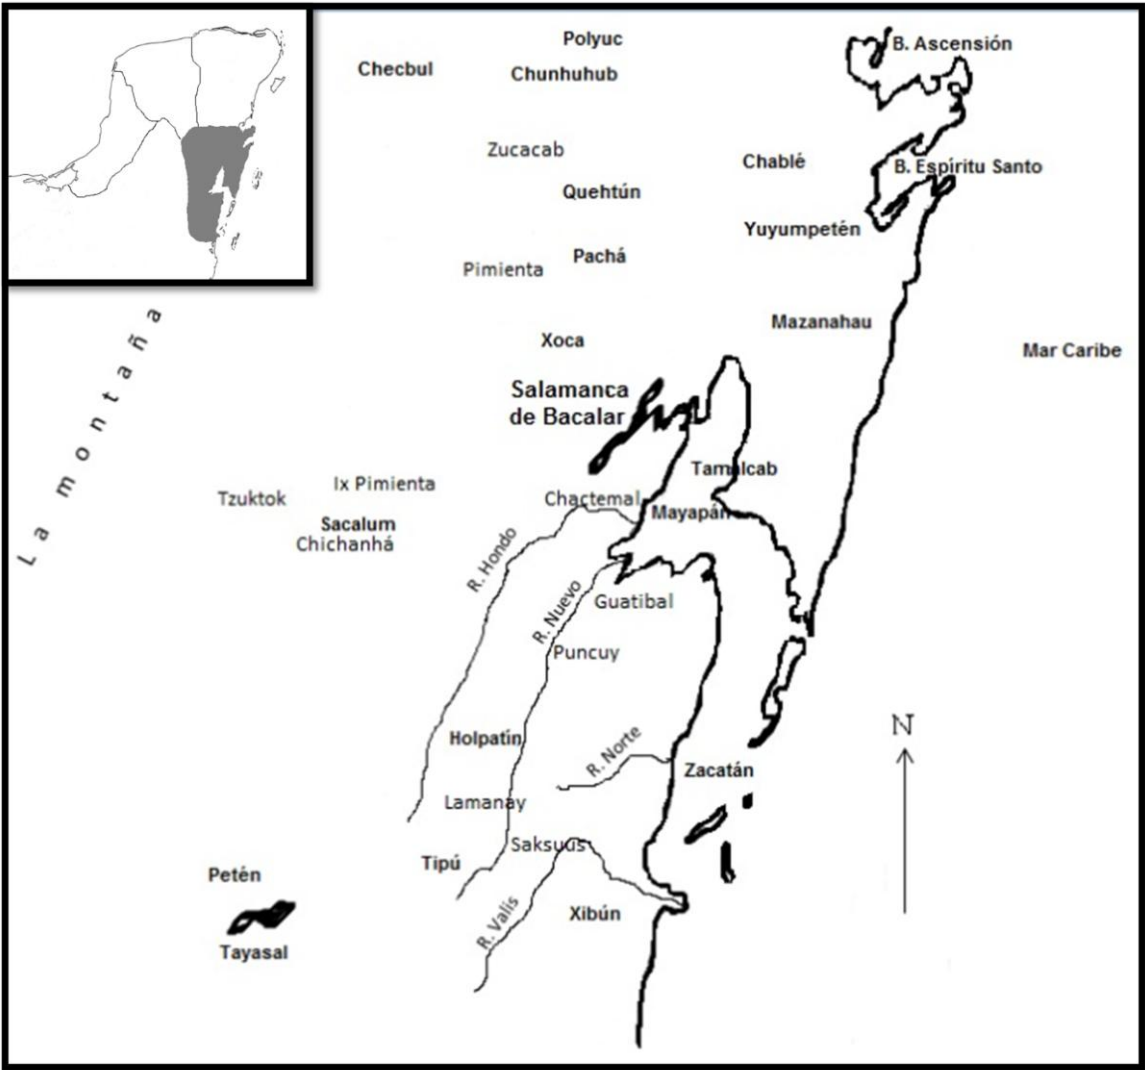 Polyuc
B. Ascensión
Checbul
Chunhuhub
Zucacab
Chablé
B. Espíritu Santo
Quehtún
Yuyumpetén
Pachá
Pimienta
La montaña
Mazanahau
Xoca
Mar Caribe
Salamanca
de Bacalar
Tamalcab
Ix Pimienta
Tzuktok
Chactemal
Mayapán
Sacalum
Chichanhá
R. Hondo
R. Nuevo
Guatibal
Puncuy
N
Holpatín
R. Norte
Zacatán
Lamanay
Saksuus
Tipú
Petén
R. Valis
Xibún
Tayasal